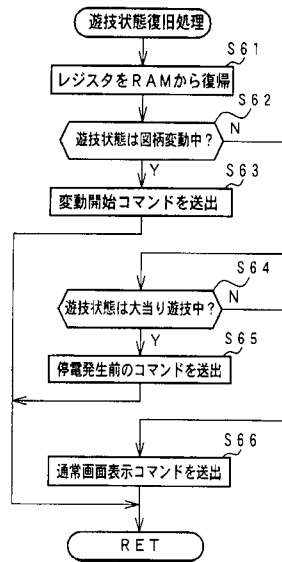 遊技状態復旧処理
S61
レジスタをRAMから復帰
S62
遊技状態は図柄変動中?
N
Y
S63
変動開始コマンドを送出
S64
遊技状態は大当り遊技中?
N
Y
S65
停電発生前のコマンドを送出
S66
通常画面表示コマンドを送出
RET